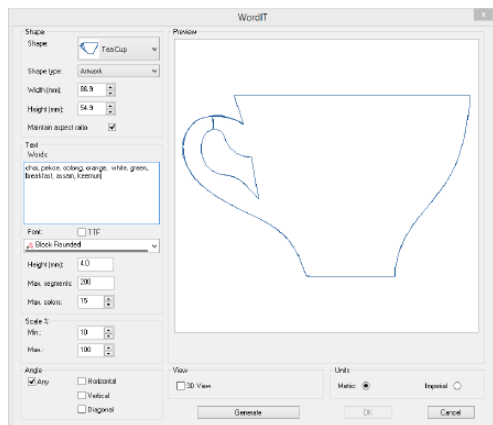 WordIT
Shape
Shape:
TeaCup
Shape type:
Artwork
Width (mm):
86.9
Height (mm):
54.9
Maintain aspect ratio
Text
Words:
chai, pekoe, oolong, orange, white, green,
breakfast, assain, keemun
Font:
TTF
Block Rounded
Height (mm):
4.0
Max. segments:
200
Max. colors:
15
Scale %
Min.:
10
Max.:
100
Angle
Any
Horizontal
Vertical
Diagonal
Preview
View
3D View
Units
Metric
Imperial
Generate
OK
Cancel